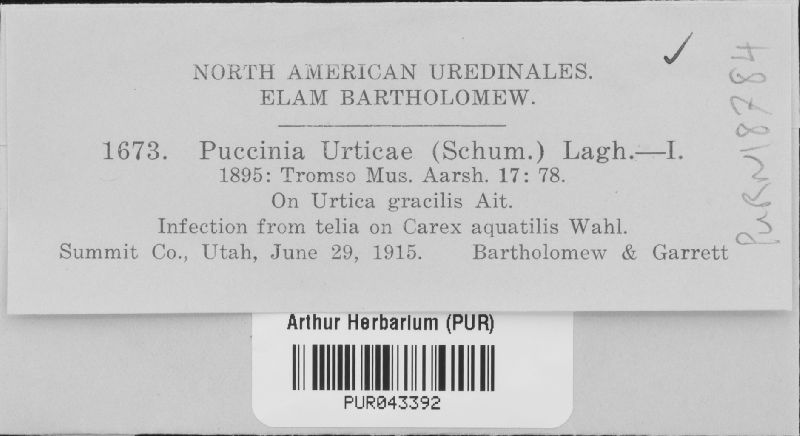 NORTH AMERICAN UREDINALES.
ELAM BARTHOLOMEW.
1673. Puccinia Urticae (Schum.) Lagh.—I.
1895: Tromso Mus. Aarsh. 17: 78.
On Urtica gracilis Ait.
Infection from telia on Carex aquatilis Wahl.
Summit Co., Utah, June 29, 1915. Bartholomew & Garrett
PURN18784
Arthur Herbarium (PUR)
PUR043392